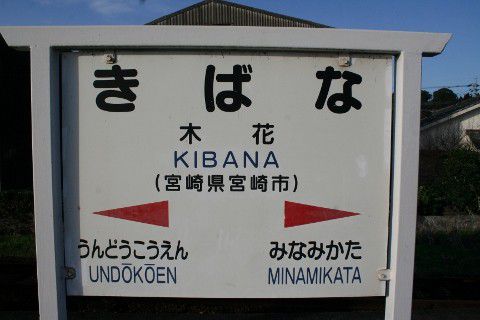 きばな
木花
KIBANA
(宮崎県宮崎市)
うんどうこうえん みなみかた
UNDŌKŌEN MINAMIKATA